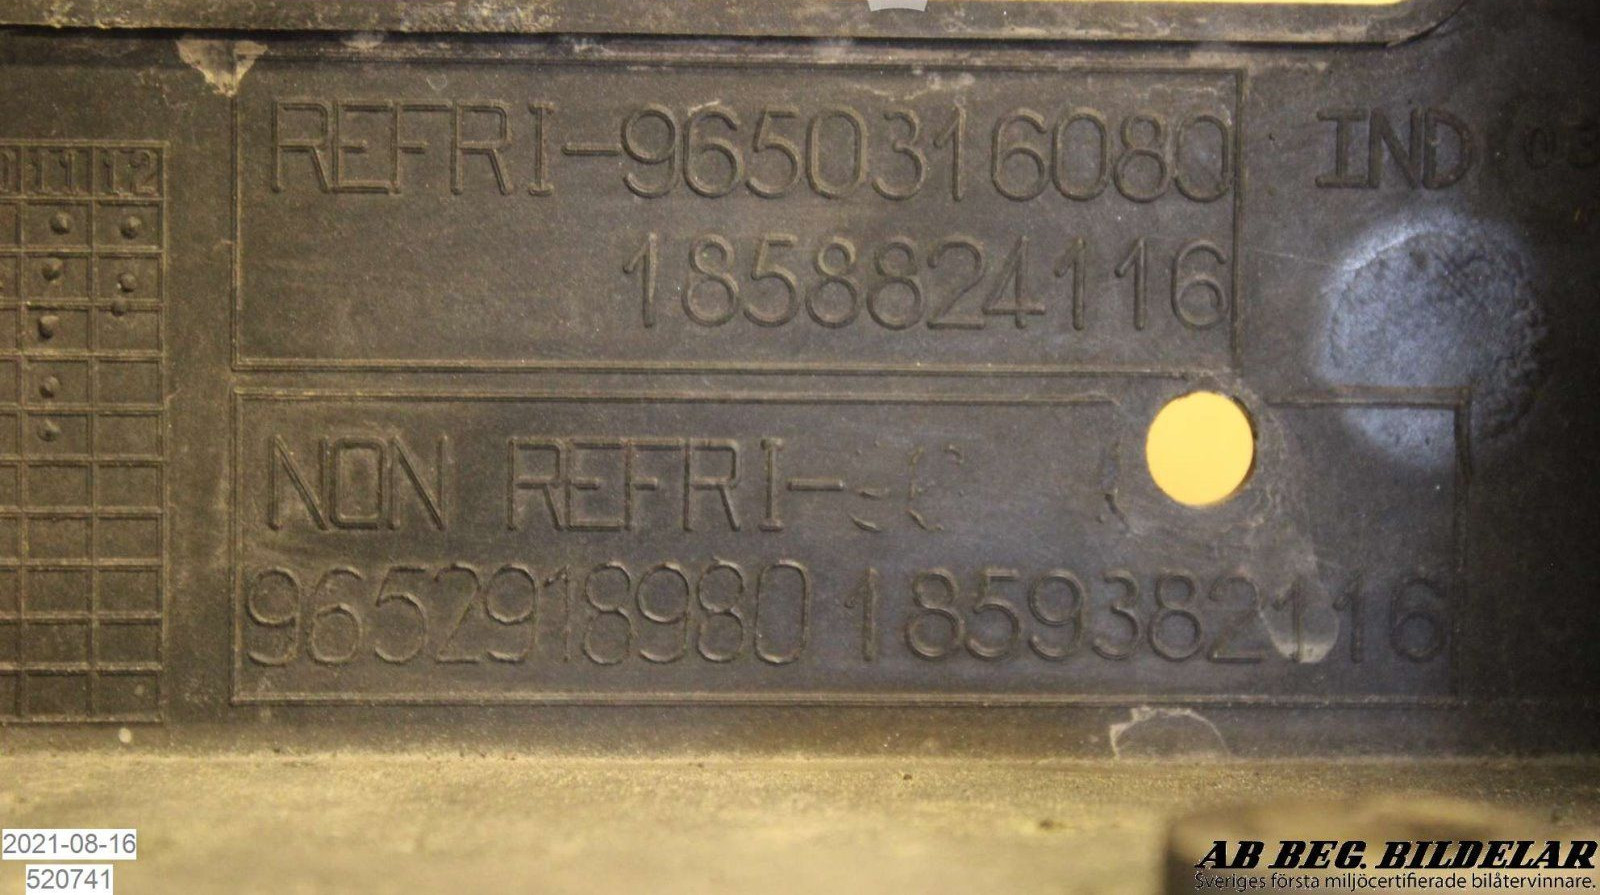 REFRI-9650316080
IND 03
1858824116
11 12
NON REFRI-
9652918980 1859382116
2021-08-16
520741
AB BEG. BILDELAR
Sveriges första miljöcertifierade bilåtervinnare.